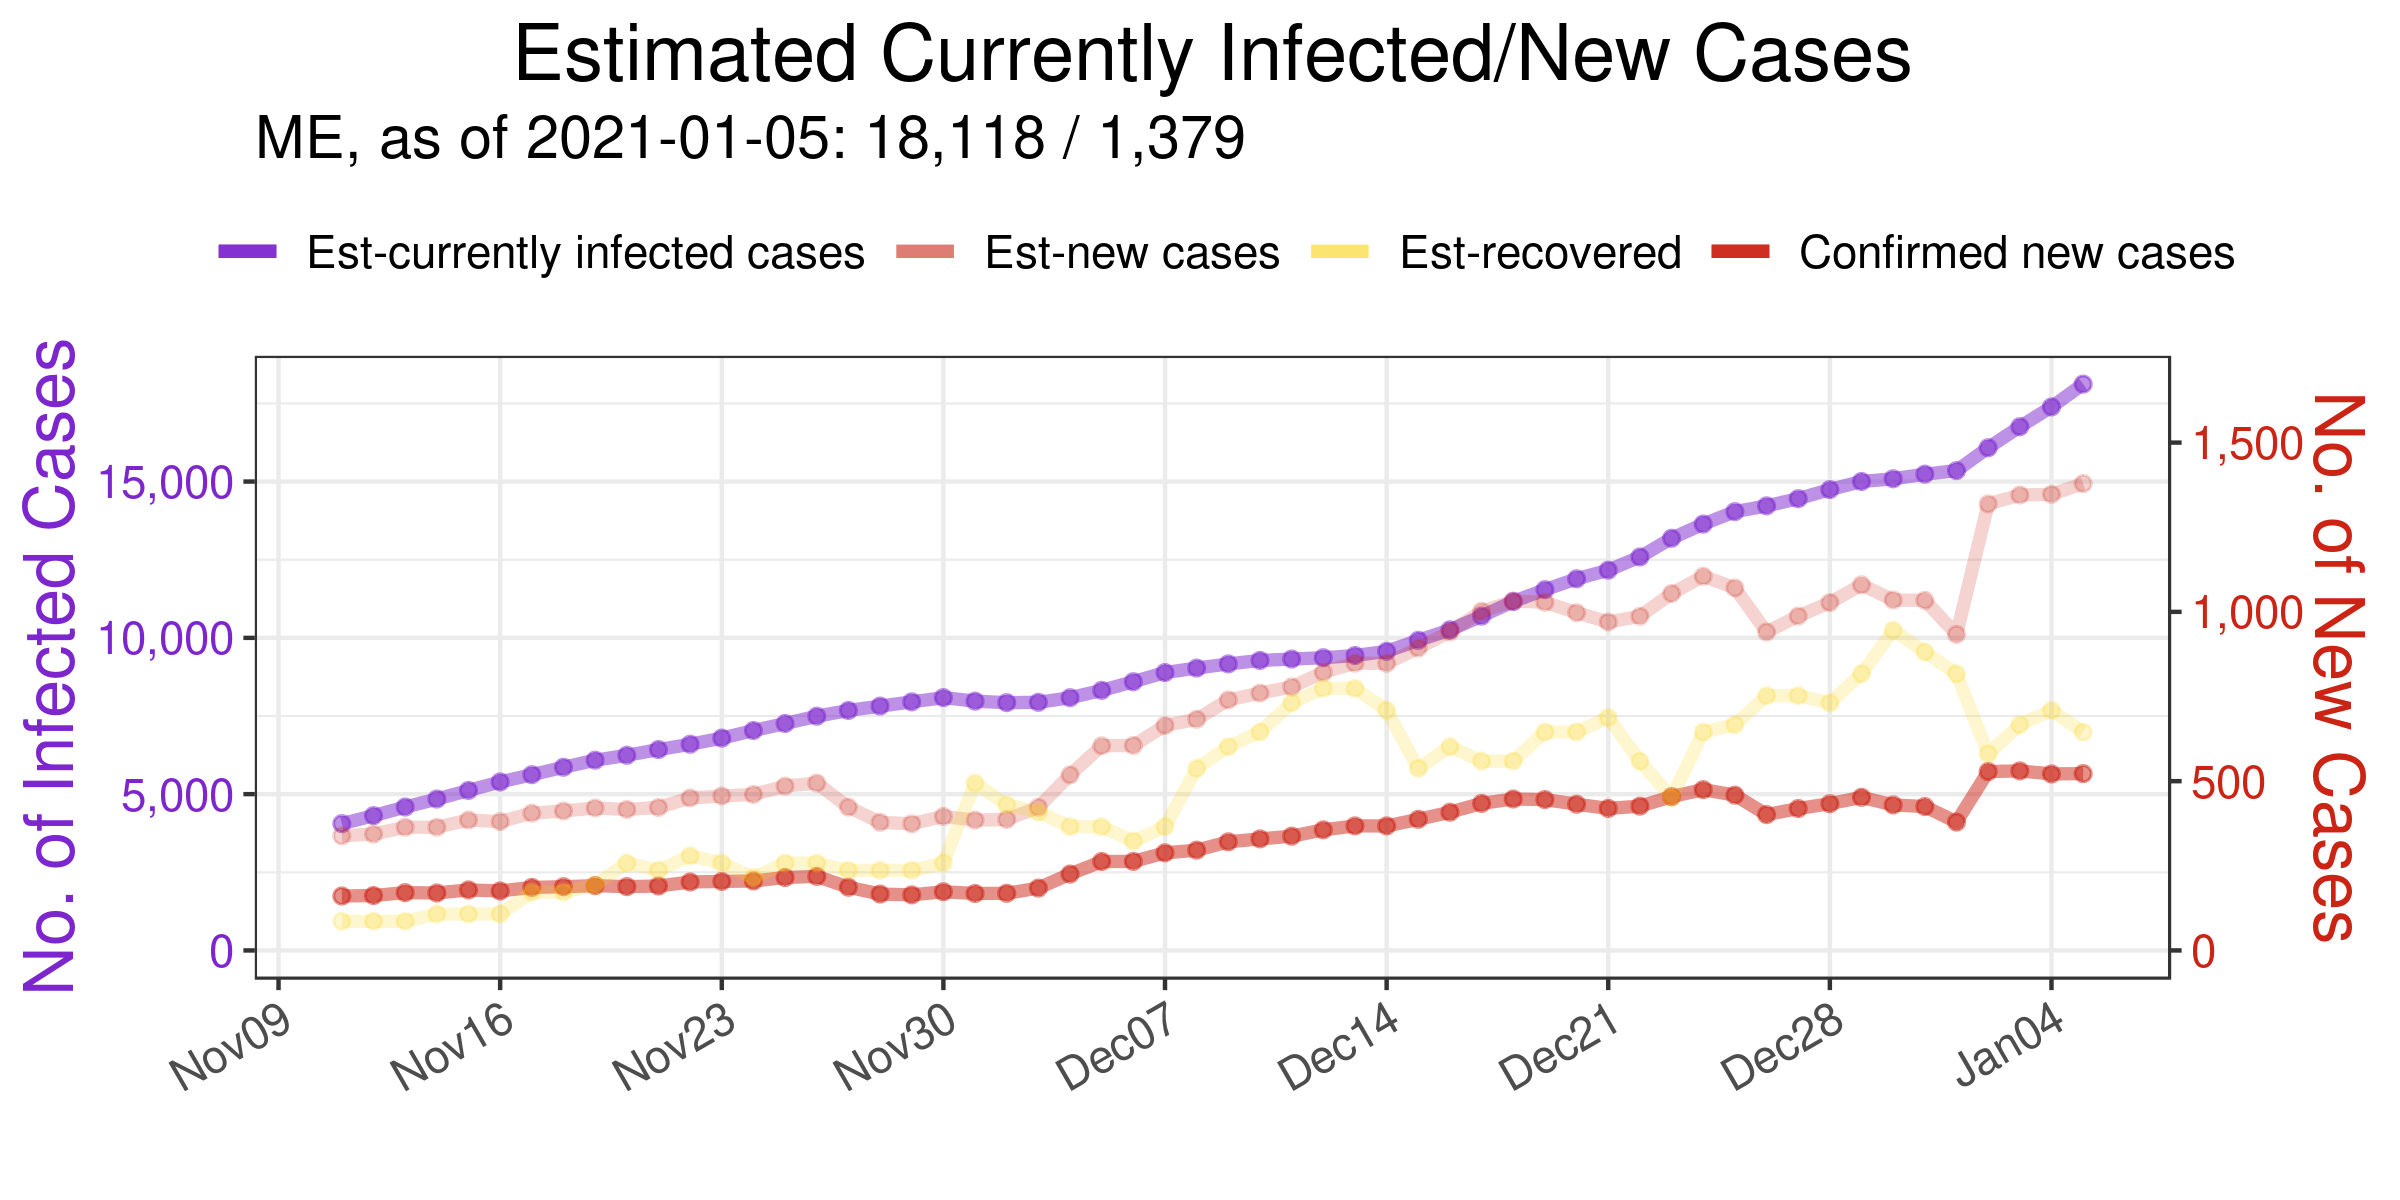 Estimated Currently Infected/New Cases
ME, as of 2021-01-05: 18,118 / 1,379
Est-currently infected cases
Est-new cases
Est-recovered
Confirmed new cases
No. of Infected Cases
15,000
10,000
5,000
0
1,500
1,000
500
0
No. of New Cases
Nov09
Nov16
Nov23
Nov30
Dec07
Dec14
Dec21
Dec28
Jan04